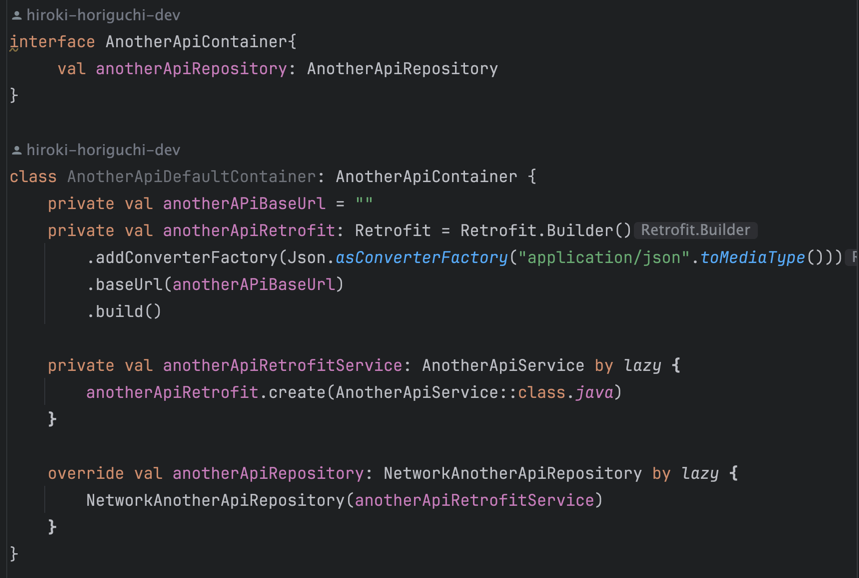 hiroki-horiguchi-dev
interface AnotherApiContainer{
     val anotherApiRepository: AnotherApiRepository
}
hiroki-horiguchi-dev
class AnotherApiDefaultContainer: AnotherApiContainer {
    private val anotherAPiBaseUrl = ""
    private val anotherApiRetrofit: Retrofit = Retrofit.Builder() Retrofit.Builder
        .addConverterFactory(Json.asConverterFactory("application/json".toMediaType()))
        .baseUrl(anotherAPiBaseUrl)
        .build()
    private val anotherApiRetrofitService: AnotherApiService by lazy {
        anotherApiRetrofit.create(AnotherApiService::class.java)
    }
    override val anotherApiRepository: NetworkAnotherApiRepository by lazy {
        NetworkAnotherApiRepository(anotherApiRetrofitService)
    }
}